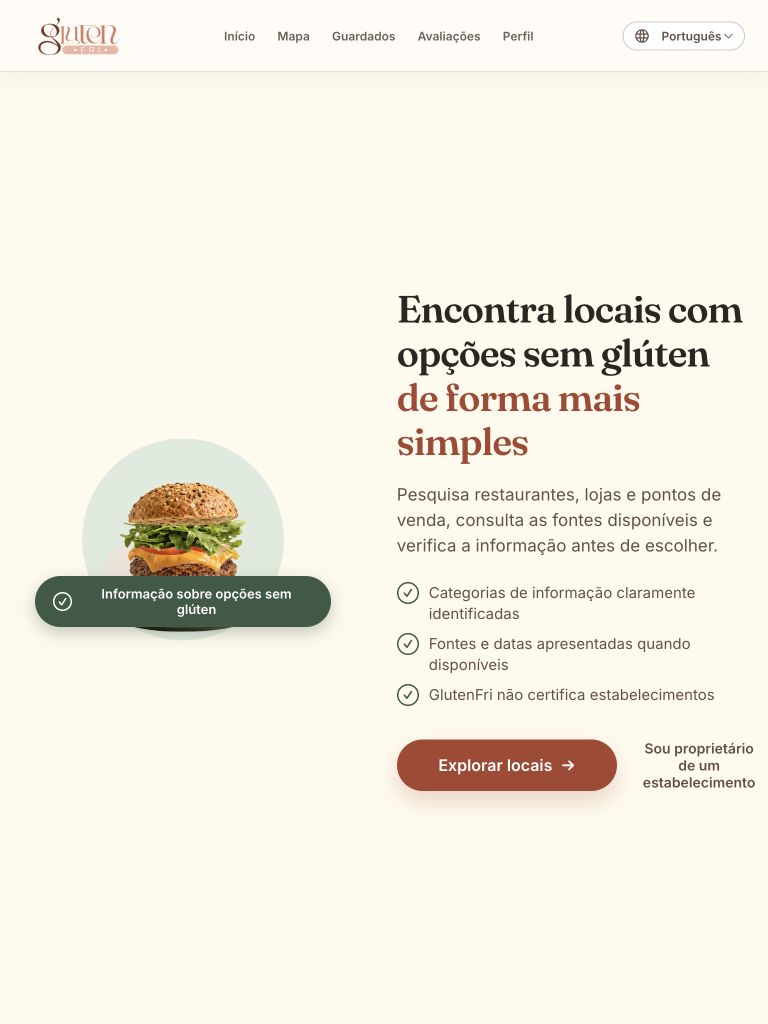 gluten
• FRI •
Início
Mapa
Guardados
Avaliações
Perfil
Português
Encontra locais com
opções sem glúten
de forma mais
simples
Pesquisa restaurantes, lojas e pontos de
venda, consulta as fontes disponíveis e
verifica a informação antes de escolher.
Categorias de informação claramente
identificadas
Fontes e datas apresentadas quando
disponíveis
GlutenFri não certifica estabelecimentos
Explorar locais →
Sou proprietário
de um
estabelecimento
Informação sobre opções sem
glúten